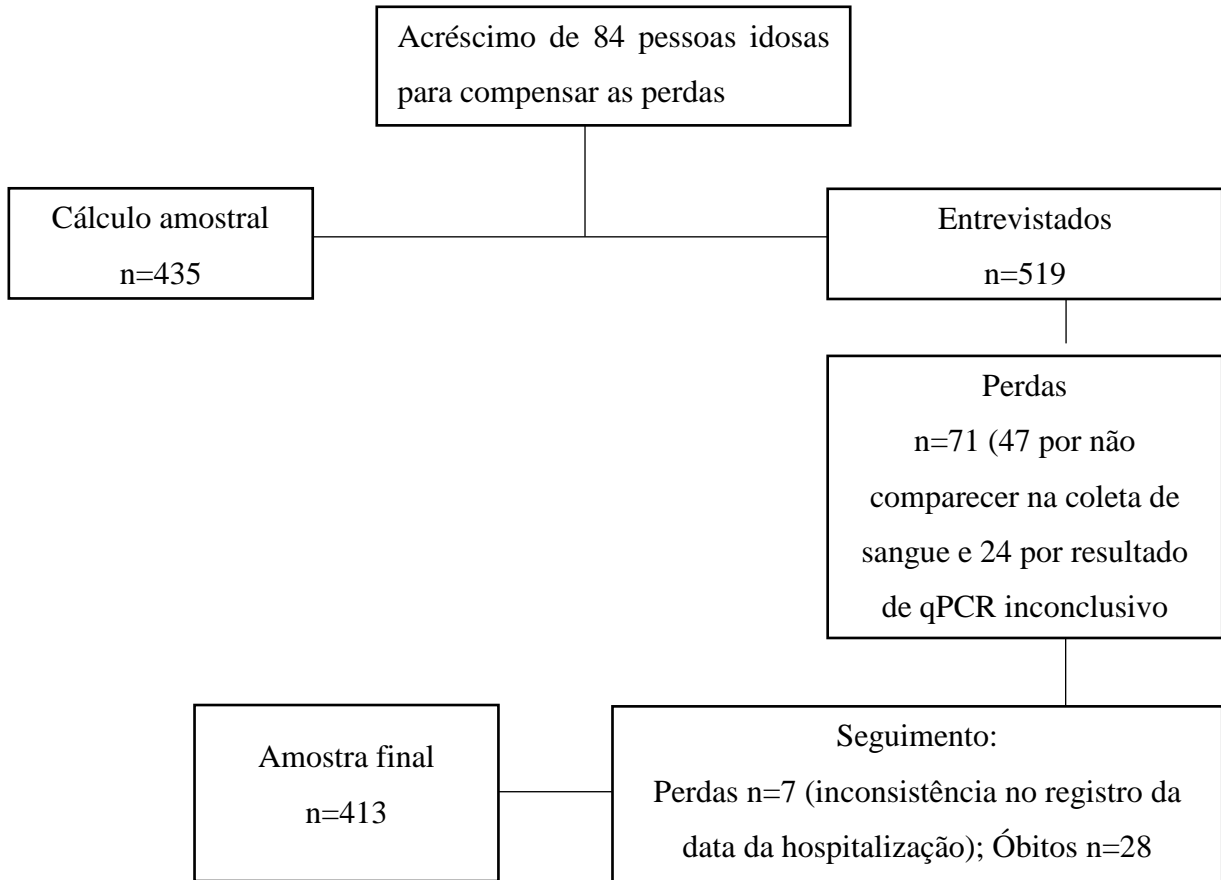 Acréscimo de 84 pessoas idosas
para compensar as perdas
Cálculo amostral
n=435
Entrevistados
n=519
Perdas
n=71 (47 por não
comparecer na coleta de
sangue e 24 por resultado
de qPCR inconclusivo
Amostra final
n=413
Seguimento:
Perdas n=7 (inconsistência no registro da
data da hospitalização); Óbitos n=28